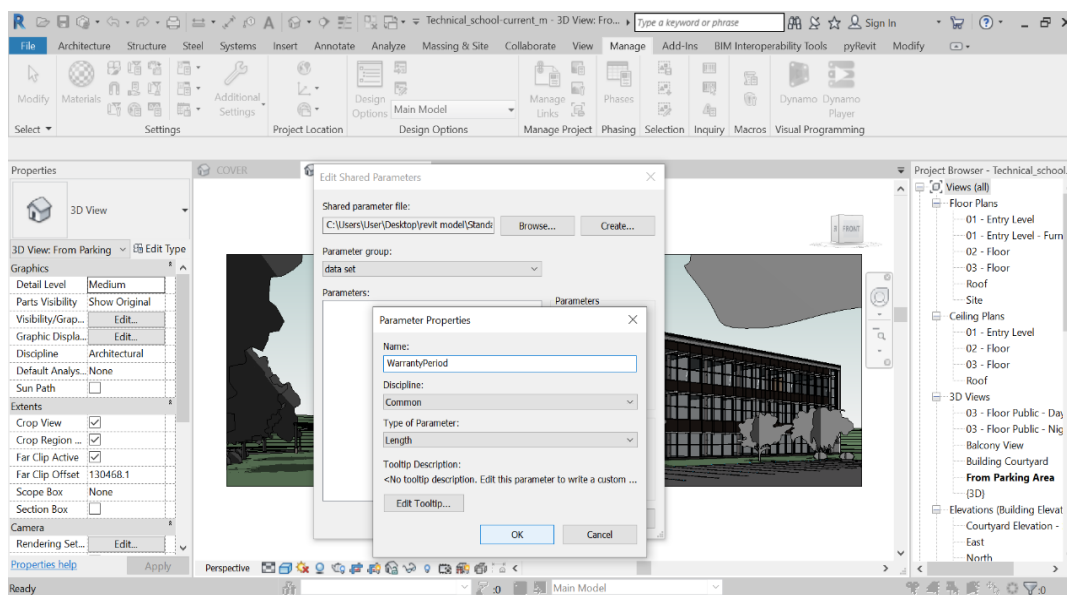 Technical_school-current_m - 3D View: Fro...
Type a keyword or phrase
Sign In
File Architecture Structure Steel Systems Insert Annotate Analyze Massing & Site Collaborate View Manage Add-Ins BIM Interoperability Tools pyRevit Modify
Modify
Materials
Additional
Settings
Design
Options
Main Model
Manage
Links
Phases
Dynamo
Dynamo
Player
Select Settings Project Location Design Options Manage Project Phasing Selection Inquiry Macros Visual Programming
Properties
3D View
3D View: From Parking
Edit Type
Graphics
Detail Level Medium
Parts Visibility Show Original
Visibility/Grap... Edit...
Graphic Displa... Edit...
Discipline Architectural
Default Analys... None
Sun Path
Extents
Crop View
Crop Region ...
Far Clip Active
Far Clip Offset 130468.1
Scope Box None
Section Box
Camera
Rendering Set... Edit...
Properties help Apply
COVER
Edit Shared Parameters
Shared parameter file:
C:\Users\User\Desktop\revit model\Standa
Browse... Create...
Parameter group:
data set
Parameters:
Parameters
Parameter Properties
Name:
WarrantyPeriod
Discipline:
Common
Type of Parameter:
Length
Tooltip Description:
<No tooltip description. Edit this parameter to write a custom ...
Edit Tooltip...
OK Cancel
FRONT
Perspective
Project Browser - Technical_school.
Views (all)
Floor Plans
01 - Entry Level
01 - Entry Level - Furn
02 - Floor
03 - Floor
Roof
Site
Ceiling Plans
01 - Entry Level
02 - Floor
03 - Floor
Roof
3D Views
03 - Floor Public - Day
03 - Floor Public - Nig
Balcony View
Building Courtyard
From Parking Area
{3D}
Elevations (Building Elevat
Courtyard Elevation -
East
North
Ready
:0
Main Model
:0